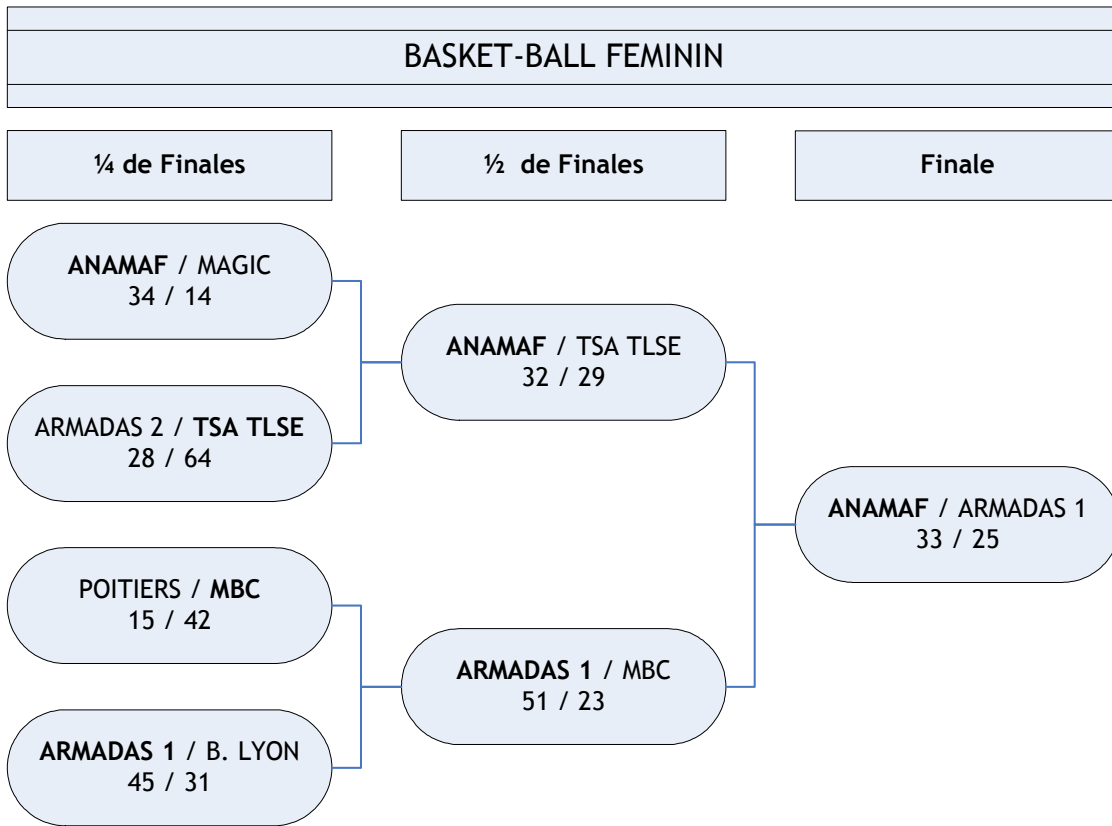 BASKET-BALL FEMININ
¼ de Finales
½ de Finales
Finale
ANAMAF / MAGIC
34 / 14
ARMADAS 2 / TSA TLSE
28 / 64
POITIERS / MBC
15 / 42
ARMADAS 1 / B. LYON
45 / 31
ANAMAF / TSA TLSE
32 / 29
ARMADAS 1 / MBC
51 / 23
ANAMAF / ARMADAS 1
33 / 25